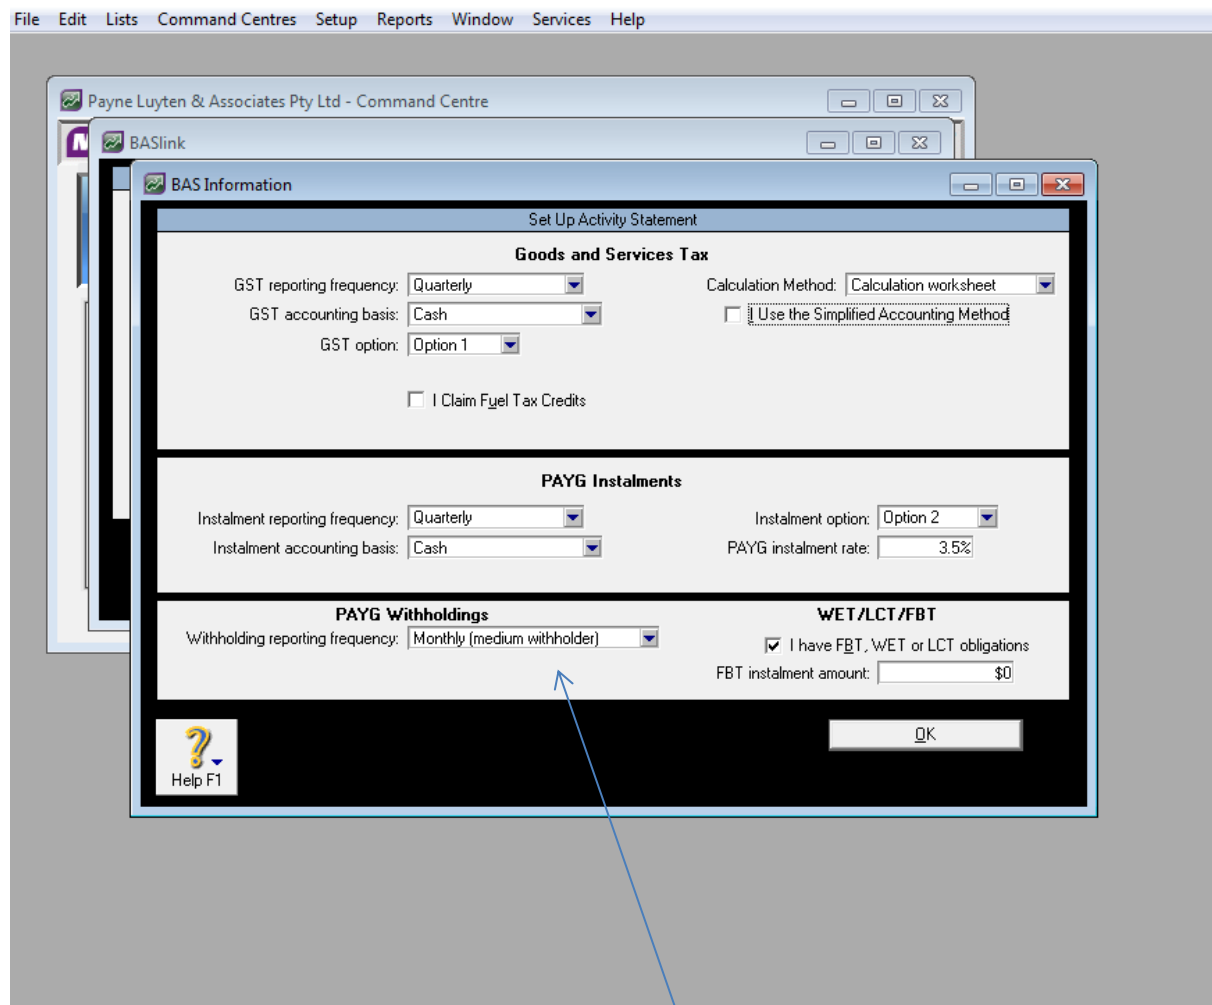 File Edit Lists Command Centres Setup Reports Window Services Help
Payne Luyten & Associates Pty Ltd - Command Centre
BASlink
BAS Information
Set Up Activity Statement
Goods and Services Tax
GST reporting frequency: Quarterly Calculation Method: Calculation worksheet
GST accounting basis: Cash I Use the Simplified Accounting Method
GST option: Option 1
I Claim Fuel Tax Credits
PAYG Instalments
Instalment reporting frequency: Quarterly Instalment option: Option 2
Instalment accounting basis: Cash PAYG instalment rate: 3.5%
PAYG Withholdings WET/LCT/FBT
Withholding reporting frequency: Monthly (medium withholder) I have FBT, WET or LCT obligations
FBT instalment amount: $0
OK
Help F1